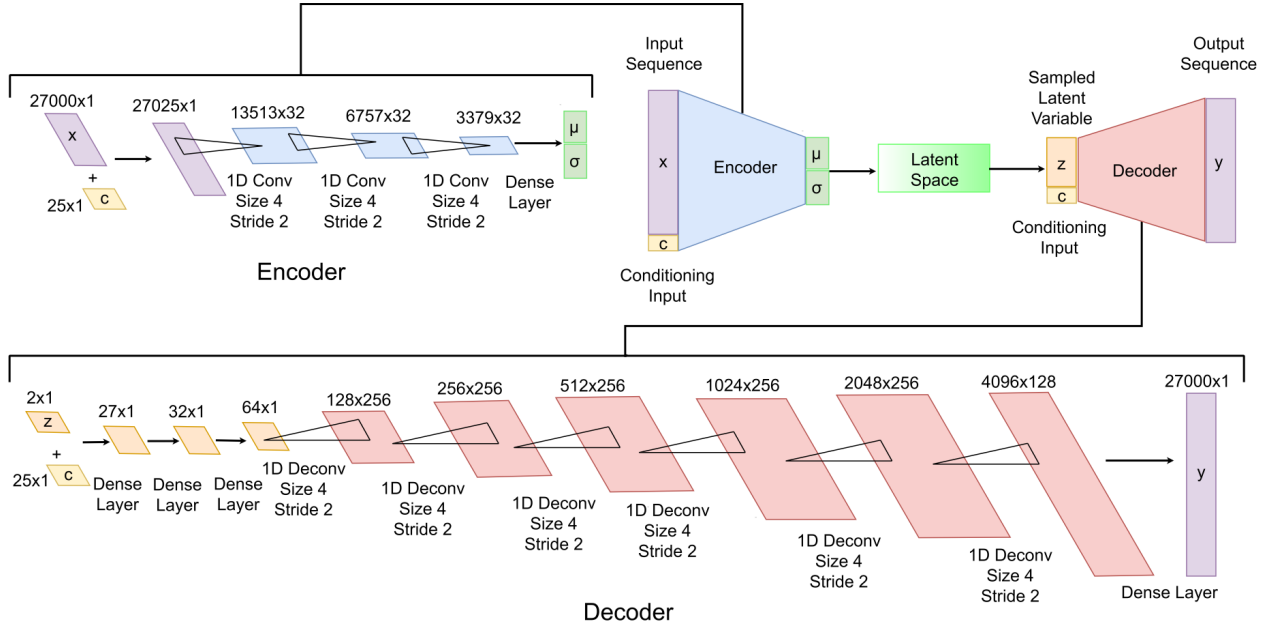 27000x1
x
+
25x1
c
27025x1
13513x32
6757x32
3379x32
μ
σ
1D Conv
Size 4
Stride 2
1D Conv
Size 4
Stride 2
1D Conv
Size 4
Stride 2
Dense
Layer
Encoder
Input
Sequence
x
c
Conditioning
Input
Encoder
μ
σ
Latent
Space
Sampled
Latent
Variable
z
c
Conditioning
Input
Decoder
Output
Sequence
y
2x1
z
+
25x1
c
27x1
32x1
64x1
128x256
256x256
512x256
1024x256
2048x256
4096x128
27000x1
y
Dense
Layer
Dense
Layer
Dense
Layer
1D Deconv
Size 4
Stride 2
1D Deconv
Size 4
Stride 2
1D Deconv
Size 4
Stride 2
1D Deconv
Size 4
Stride 2
1D Deconv
Size 4
Stride 2
1D Deconv
Size 4
Stride 2
Dense Layer
Decoder